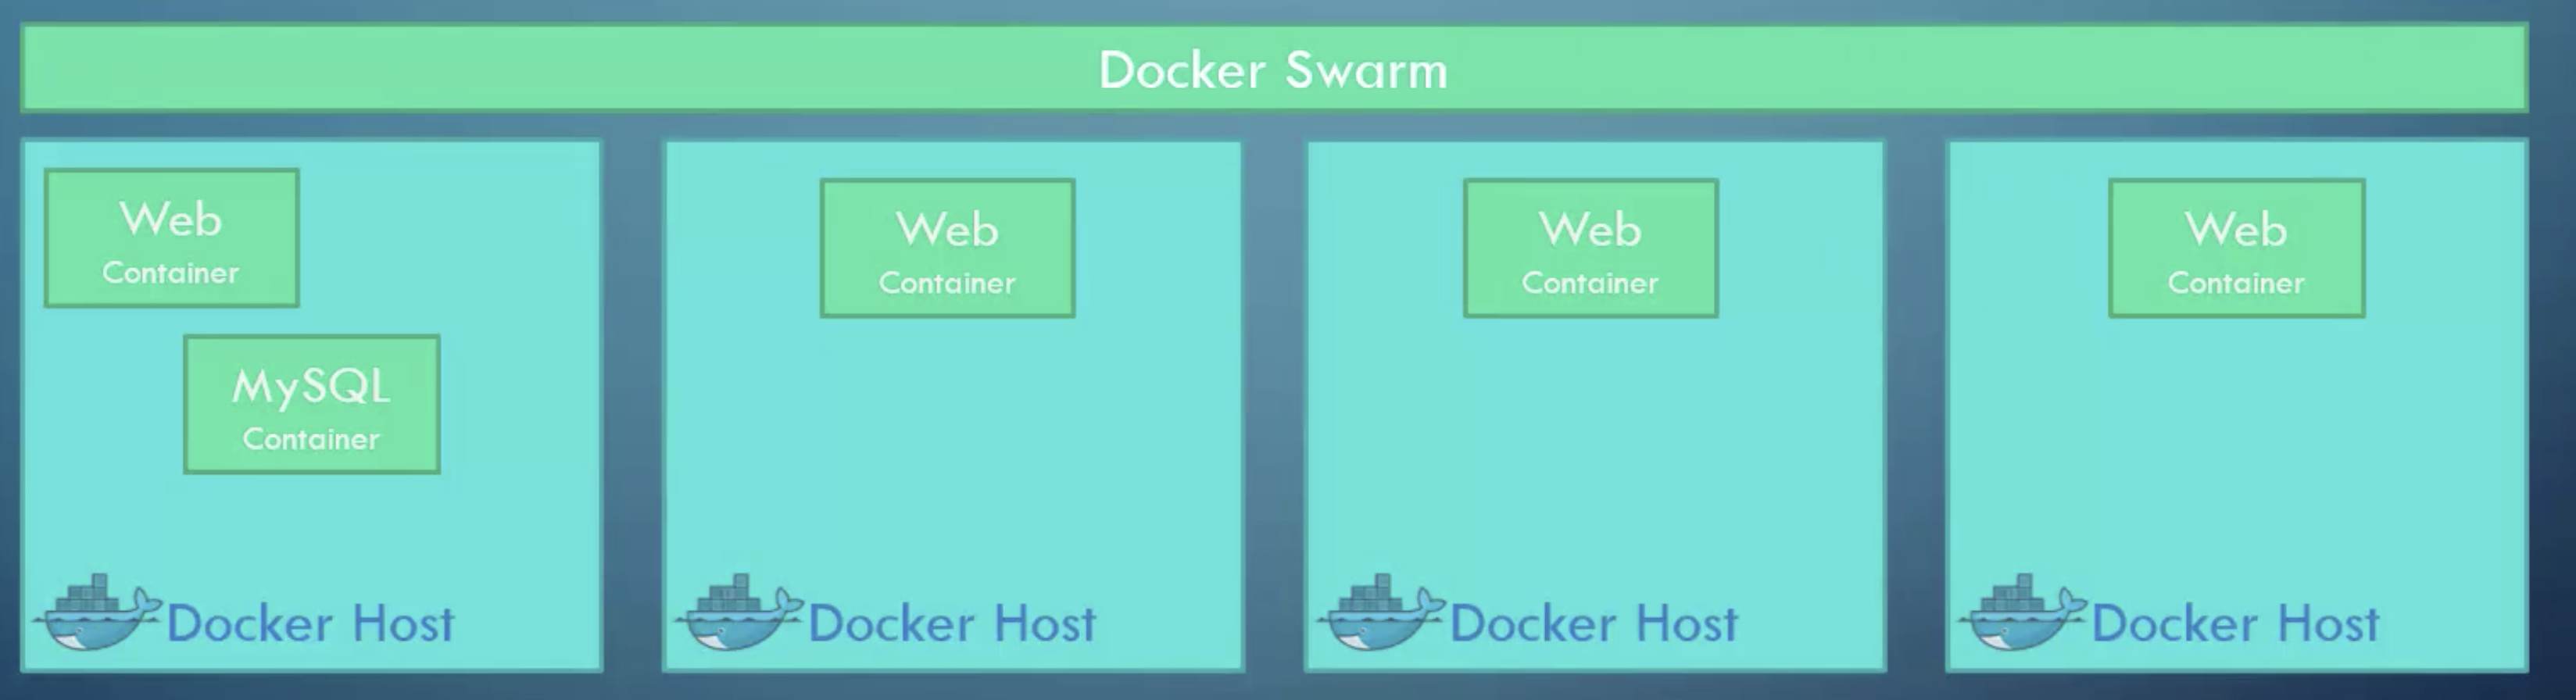 Docker Swarm
Web
Container
MySQL
Container
Docker Host
Web
Container
Docker Host
Web
Container
Docker Host
Web
Container
Docker Host